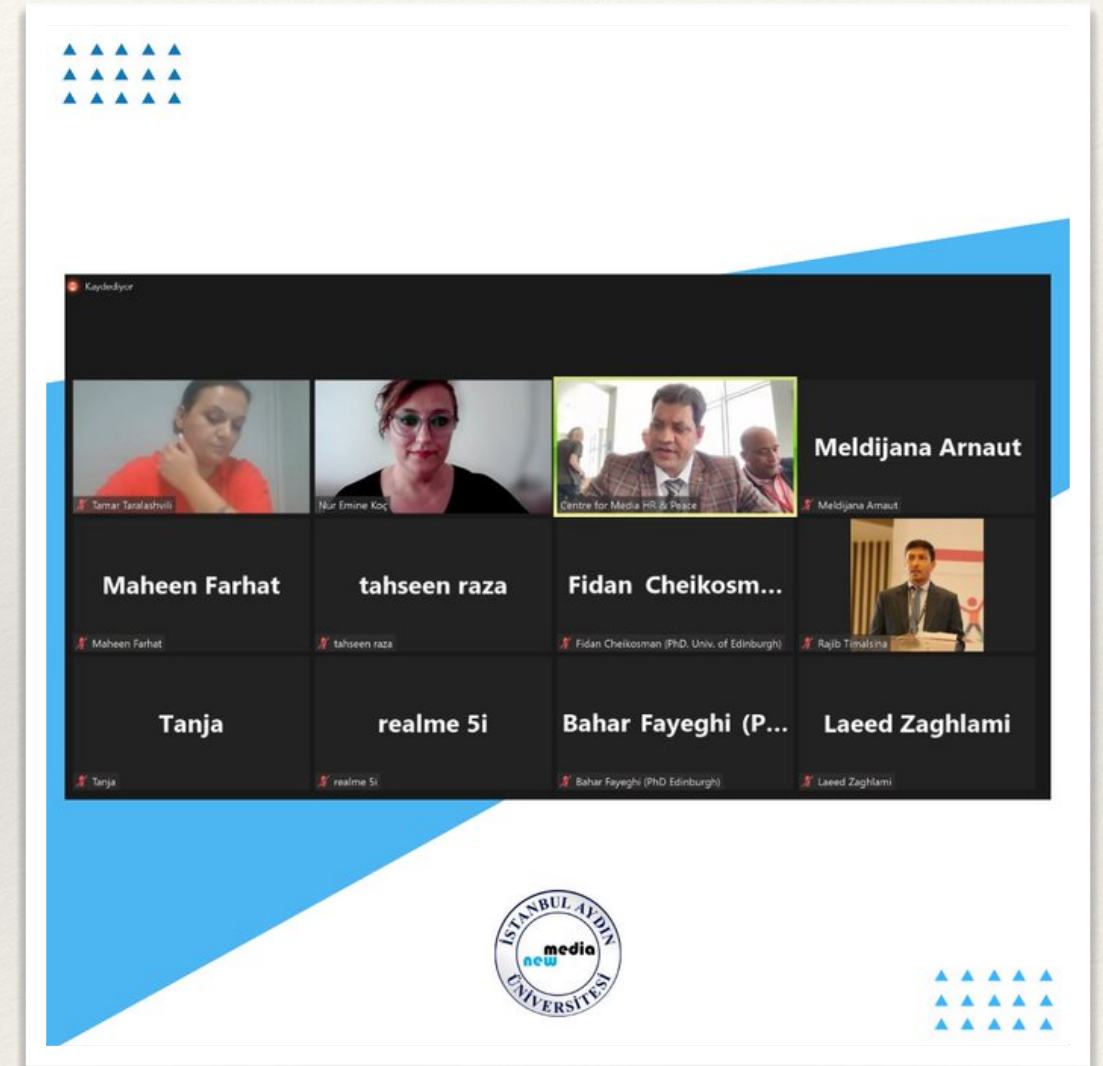 Kaydediyor
Tamar Taralashvili
Nur Emine Koç
Centre for Media HR & Peace
Meldijana Arnaut
Meldijana Arnaut
Maheen Farhat
Maheen Farhat
tahseen raza
tahseen raza
Fidan Cheikosm...
Fidan Cheikosman (PhD. Univ. of Edinburgh)
Rajib Timalsina
Tanja
Tanja
realme 5i
realme 5i
Bahar Fayeghi (P...
Bahar Fayeghi (PhD Edinburgh)
Laeed Zaghlami
Laeed Zaghlami
İSTANBUL AYDIN
new media
ÜNİVERSİTESİ